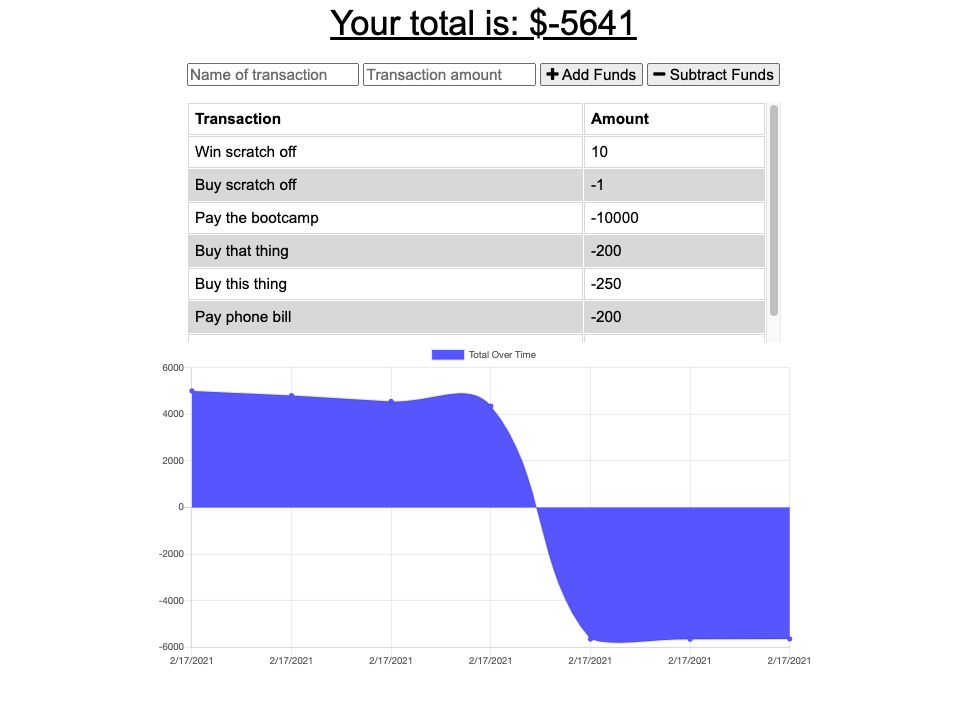 Your total is: $-5641
Name of transaction Transaction amount Add Funds Subtract Funds
Transaction Amount
Win scratch off 10
Buy scratch off -1
Pay the bootcamp -10000
Buy that thing -200
Buy this thing -250
Pay phone bill -200
Total Over Time
6000
4000
2000
0
-2000
-4000
-6000
2/17/2021 2/17/2021 2/17/2021 2/17/2021 2/17/2021 2/17/2021 2/17/2021